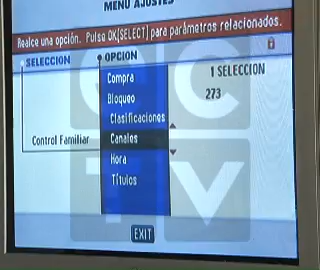 MENU AJUSTES
Realce una opción. Pulse OK[SELECT] para parámetros relacionados.
SELECCION
OPCION
Compra
1 SELECCION
Bloqueo
273
Clasificaciones
Control Familiar
Canales
Hora
Títulos
EXIT